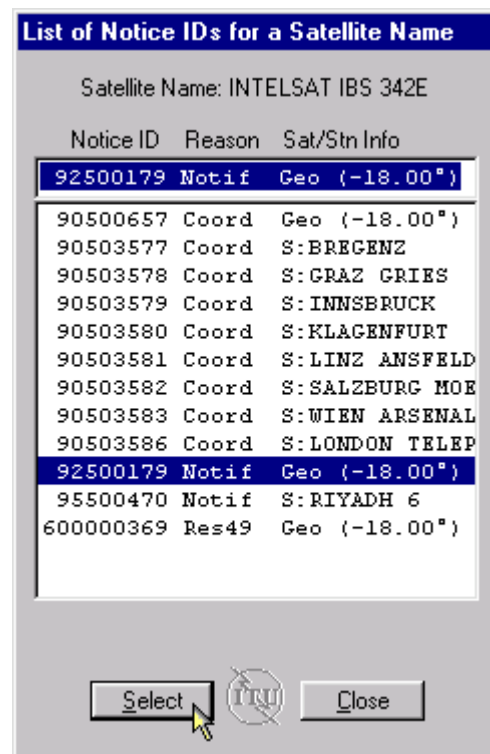 List of Notice IDs for a Satellite Name
Satellite Name: INTELSAT IBS 342E
Notice ID Reason Sat/Stn Info
92500179 Notif Geo (-18.00°)
90500657 Coord Geo (-18.00°)
90503577 Coord S:BREGENZ
90503578 Coord S:GRAZ GRIES
90503579 Coord S:INNSBRUCK
90503580 Coord S:KLAGENFURT
90503581 Coord S:LINZ ANSFELD
90503582 Coord S:SALZBURG MOE
90503583 Coord S:WIEN ARSENAL
90503586 Coord S:LONDON TELEP
92500179 Notif Geo (-18.00°)
95500470 Notif S:RIYADH 6
600000369 Res49 Geo (-18.00°)
Select ITU Close